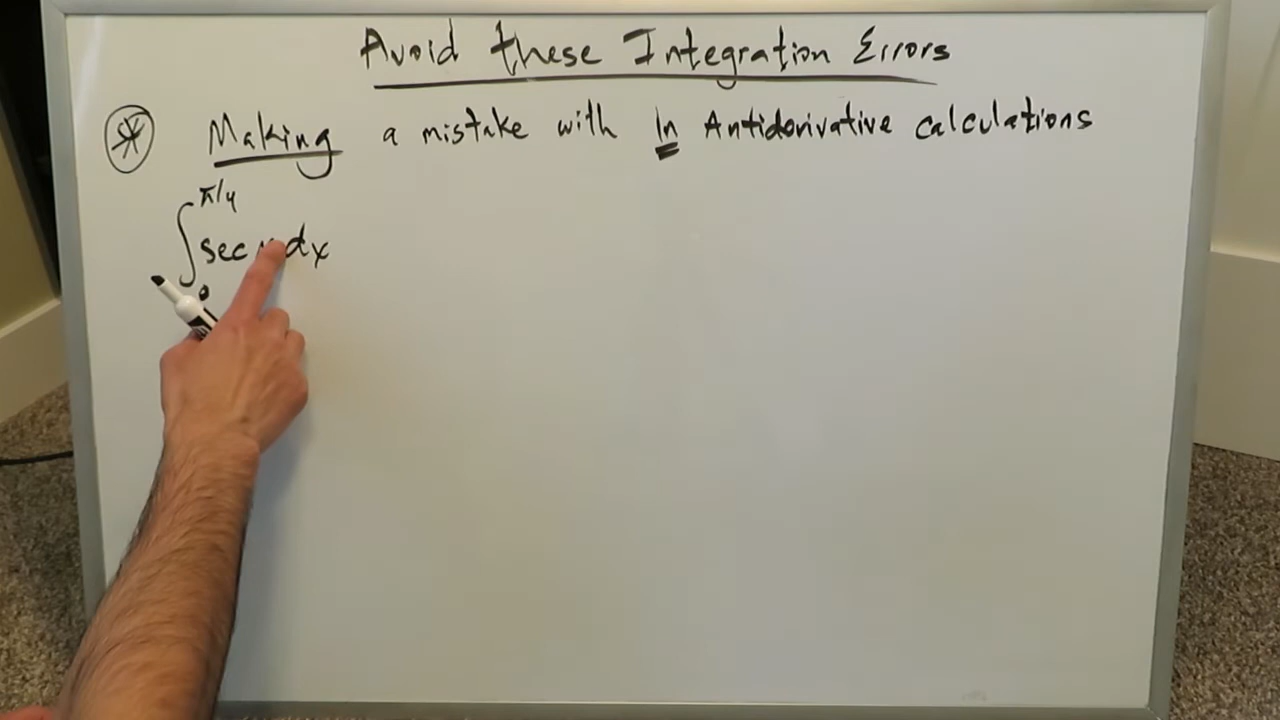 Avoid these Integration Errors
* Making a mistake with ln Antiderivative calculations
π/4
∫ sec dx
0